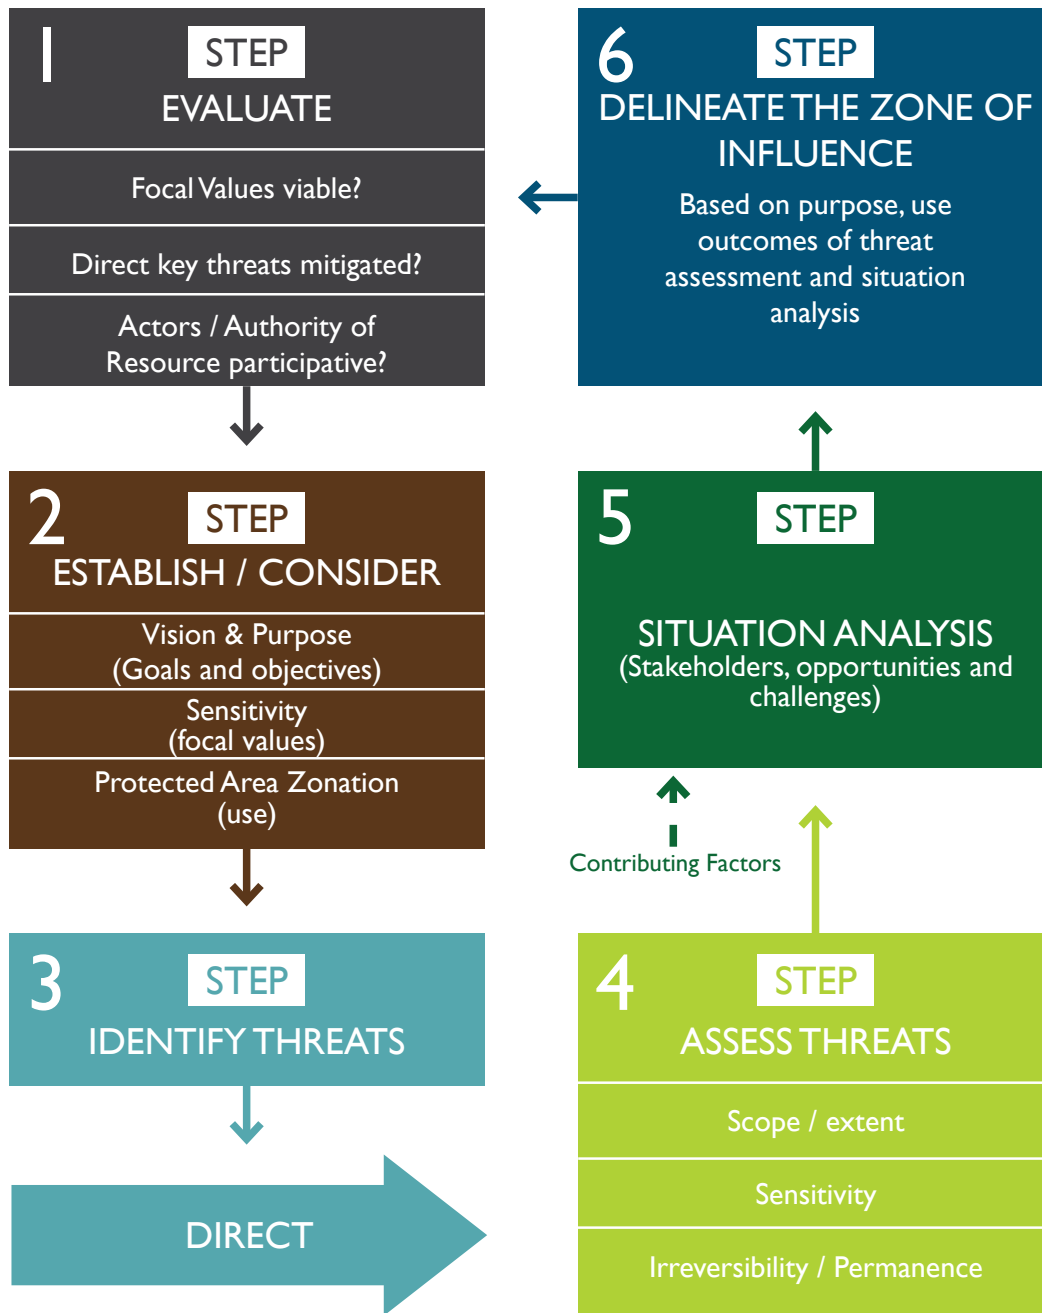 1
STEP
EVALUATE
Focal Values viable?
Direct key threats mitigated?
Actors / Authority of
Resource participative?
2
STEP
ESTABLISH / CONSIDER
Vision & Purpose
(Goals and objectives)
Sensitivity
(focal values)
Protected Area Zonation
(use)
3
STEP
IDENTIFY THREATS
DIRECT
4
STEP
ASSESS THREATS
Scope / extent
Sensitivity
Irreversibility / Permanence
Contributing Factors
5
STEP
SITUATION ANALYSIS
(Stakeholders, opportunities and
challenges)
6
STEP
DELINEATE THE ZONE OF
INFLUENCE
Based on purpose, use
outcomes of threat
assessment and situation
analysis